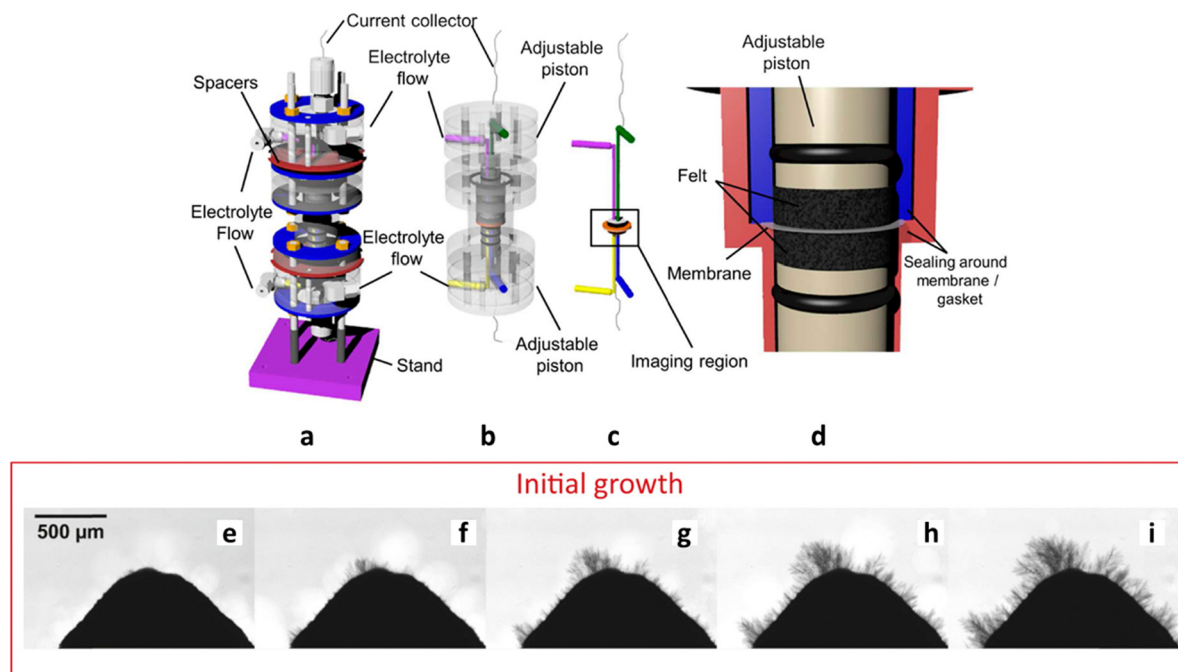 Current collector
Electrolyte
flow
Spacers
Electrolyte
Flow
Electrolyte
flow
Stand
Adjustable
piston
Adjustable
piston
Imaging region
Adjustable
piston
Felt
Membrane
Sealing around
membrane /
gasket
a
b
c
d
Initial growth
500 µm
e
f
g
h
i